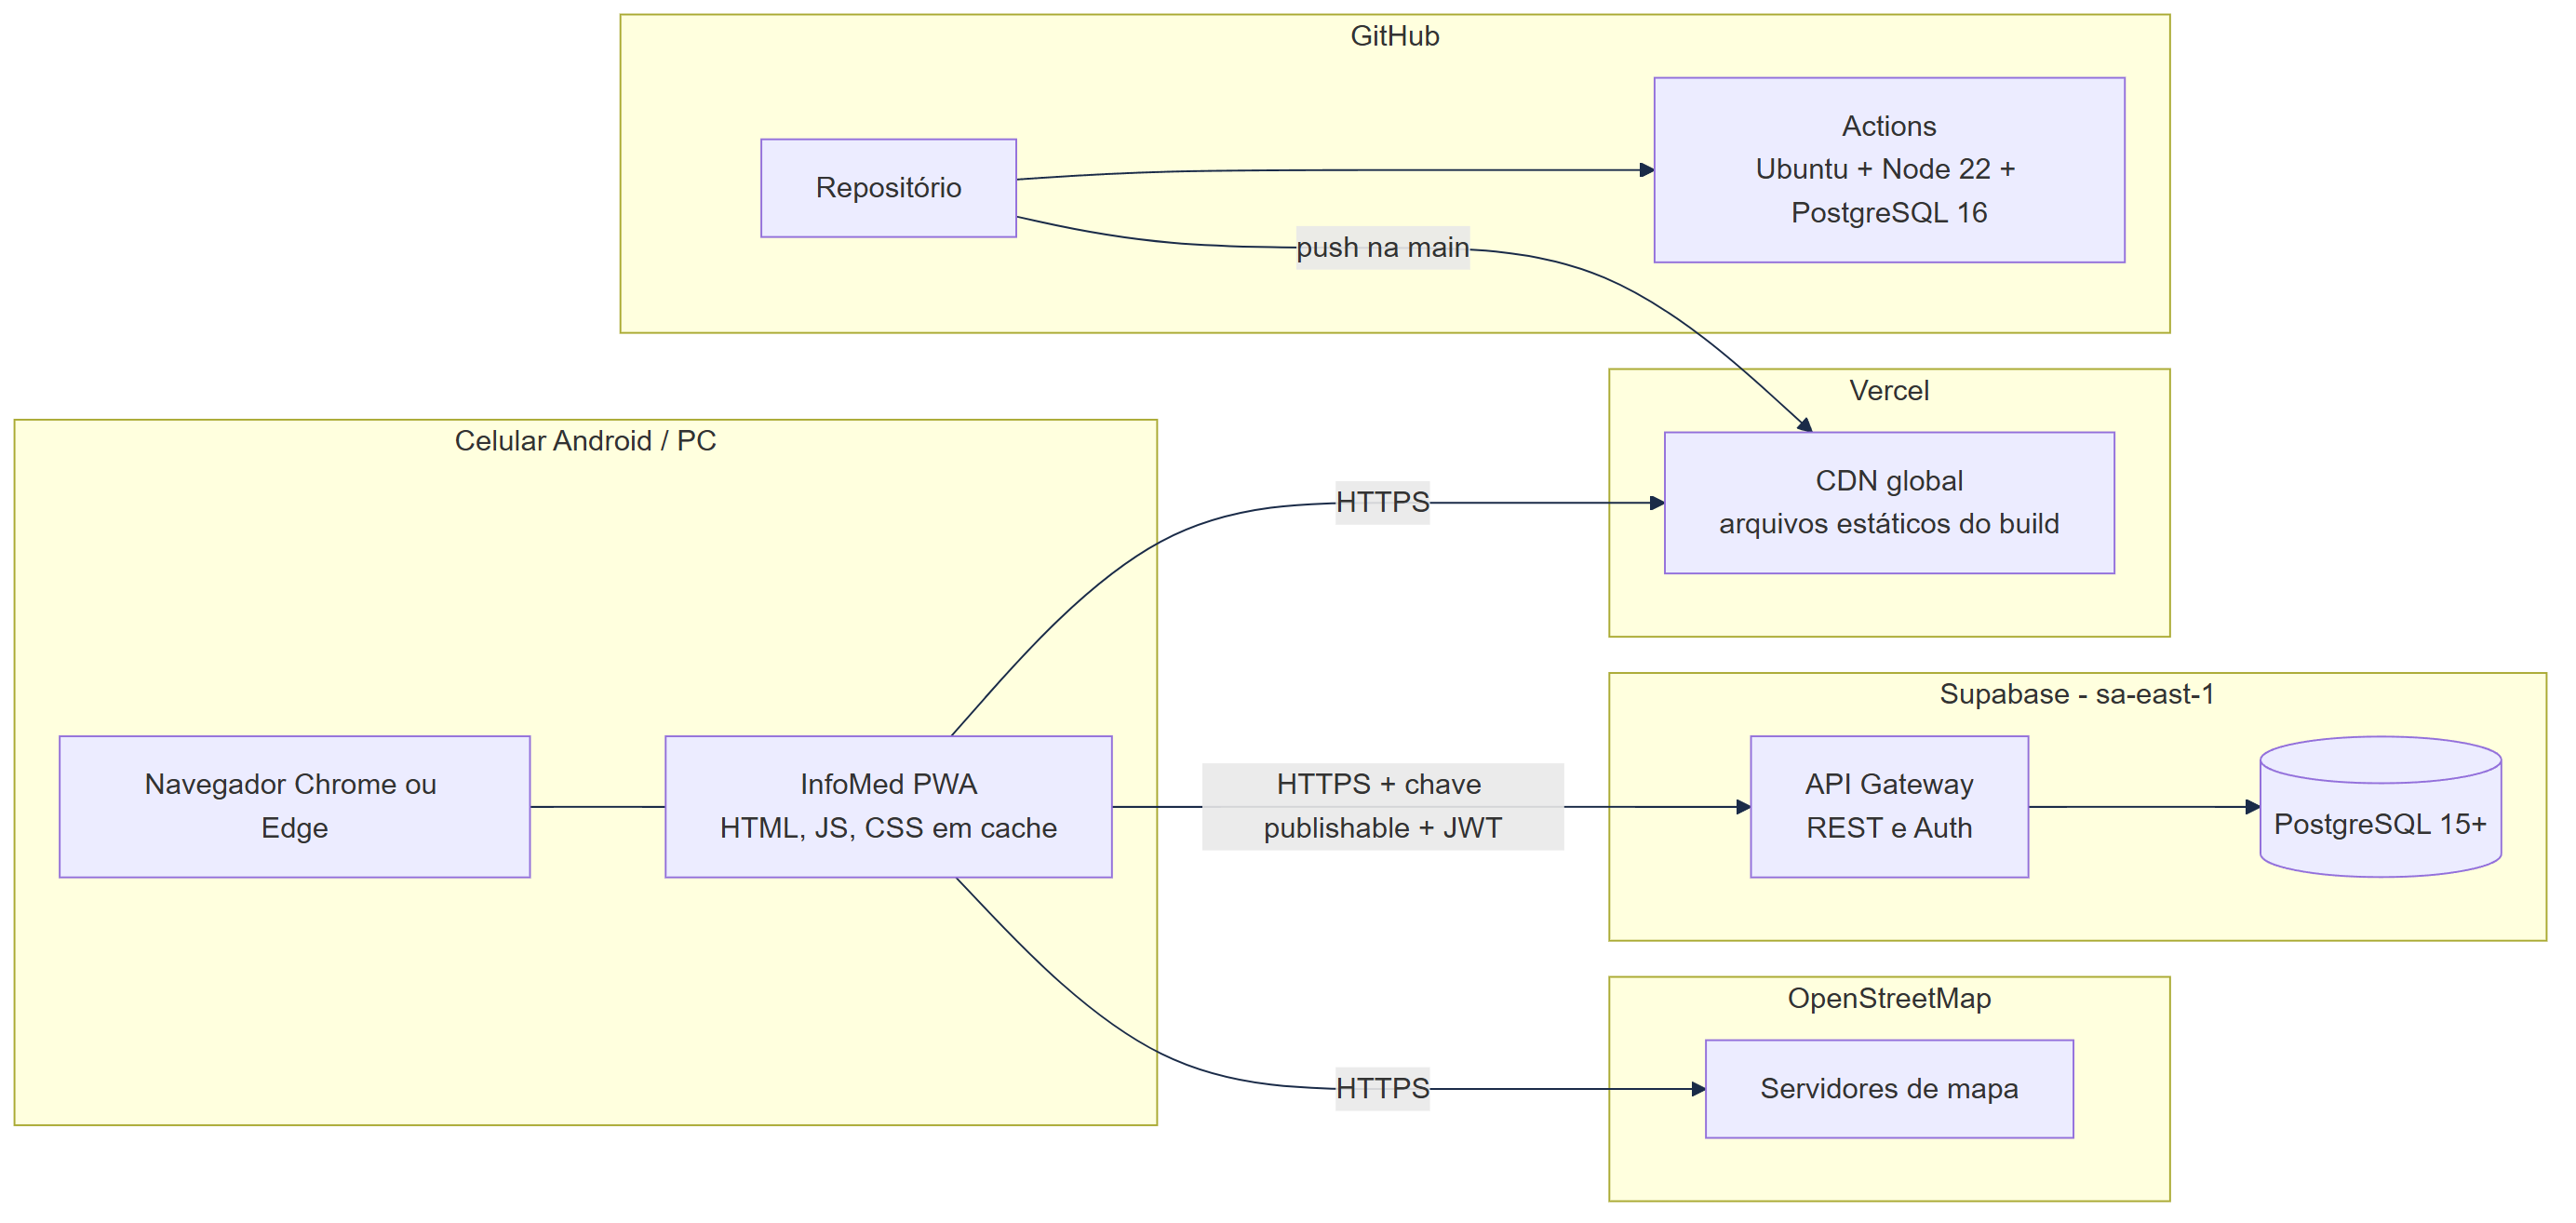 GitHub
Repositório
Actions
Ubuntu + Node 22 +
PostgreSQL 16
push na main
Vercel
CDN global
arquivos estáticos do build
Celular Android / PC
Navegador Chrome ou
Edge
InfoMed PWA
HTML, JS, CSS em cache
HTTPS
HTTPS + chave
publishable + JWT
HTTPS
Supabase - sa-east-1
API Gateway
REST e Auth
PostgreSQL 15+
OpenStreetMap
Servidores de mapa